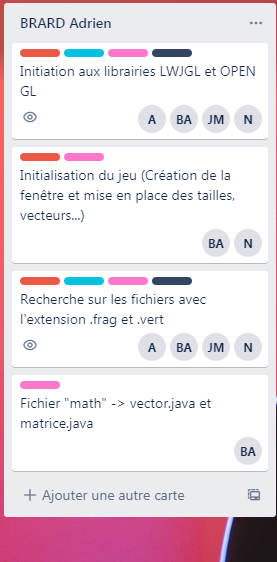 BRARD Adrien ...
Initiation aux librairies LWJGL et OPEN
GL
A BA JM N
Initialisation du jeu (Création de la
fenêtre et mise en place des tailles,
vecteurs...)
BA N
Recherche sur les fichiers avec
l'extension .frag et .vert
A BA JM N
Fichier "math" -> vector.java et
matrice.java
BA
+ Ajouter une autre carte